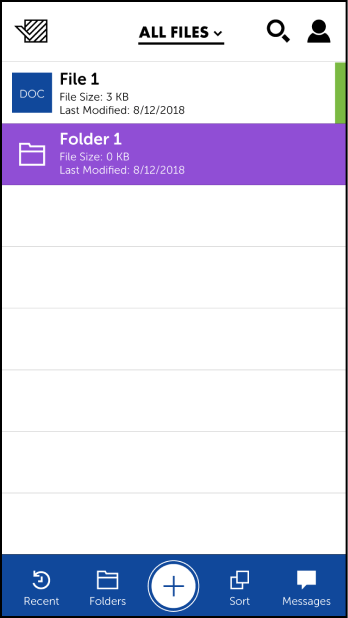 ALL FILES
DOC
File 1
File Size: 3 KB
Last Modified: 8/12/2018
Folder 1
File Size: 0 KB
Last Modified: 8/12/2018
Recent
Folders
Sort
Messages